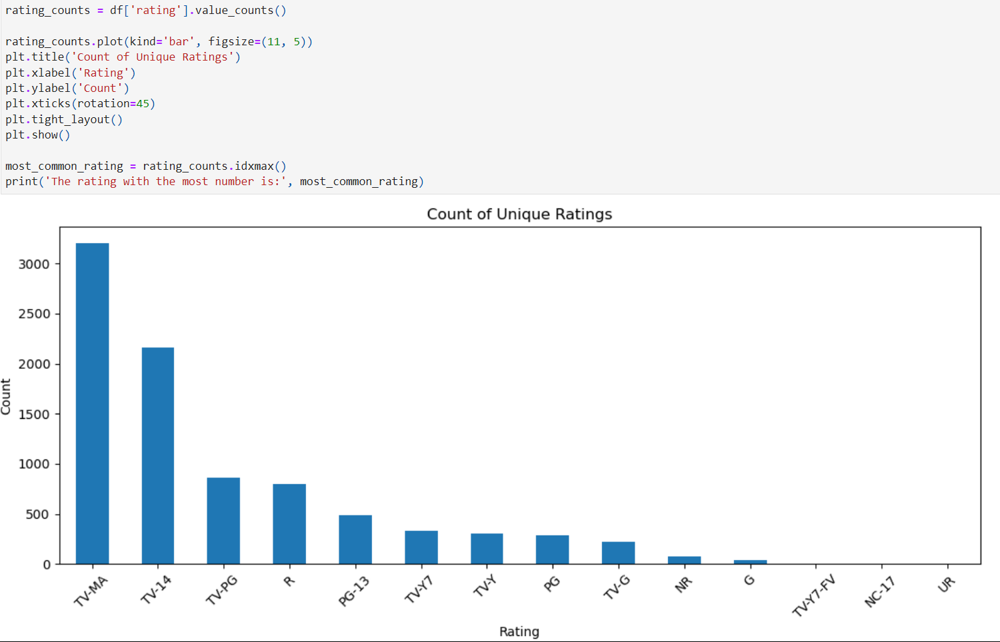 rating_counts = df['rating'].value_counts()
rating_counts.plot(kind='bar', figsize=(11, 5))
plt.title('Count of Unique Ratings')
plt.xlabel('Rating')
plt.ylabel('Count')
plt.xticks(rotation=45)
plt.tight_layout()
plt.show()
most_common_rating = rating_counts.idxmax()
print('The rating with the most number is:', most_common_rating)
Count of Unique Ratings
3000
2500
2000
1500
1000
500
0
Count
TV-MA
TV-14
TV-PG
R
PG-13
TV-Y7
TV-Y
PG
TV-G
NR
G
TV-Y7-FV
NC-17
UR
Rating